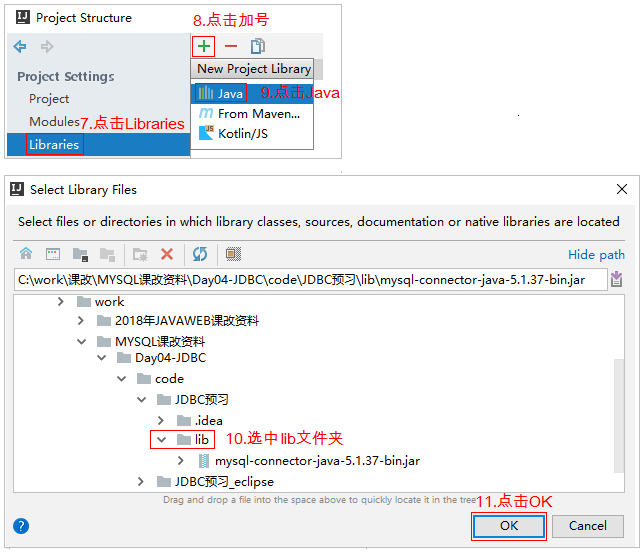 Project Structure
8.点击加号
Project Settings
New Project Library
Project
Java
9.点击Java
Modules
7.点击Libraries
From Maven...
Libraries
Kotlin/JS
Select Library Files
Select files or directories in which library classes, sources, documentation or native libraries are located
Hide path
C:\work\课改\MYSQL课改资料\Day04-JDBC\code\JDBC预习\lib\mysql-connector-java-5.1.37-bin.jar
work
2018年JAVAWEB课改资料
MYSQL课改资料
Day04-JDBC
code
JDBC预习
.idea
lib
10.选中lib文件夹
mysql-connector-java-5.1.37-bin.jar
JDBC预习_eclipse
Drag and drop a file into the space above to quickly locate it in the tree
11.点击OK
?
OK
Cancel